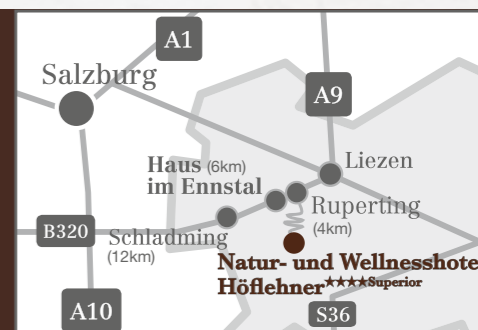 A1
Salzburg
A9
Haus (6km)
im Ennstal
Liezen
Ruperting
(4km)
B320
Schladming
(12km)
Natur- und Wellnesshote
Höflehner★★★★Superior
A10
S36